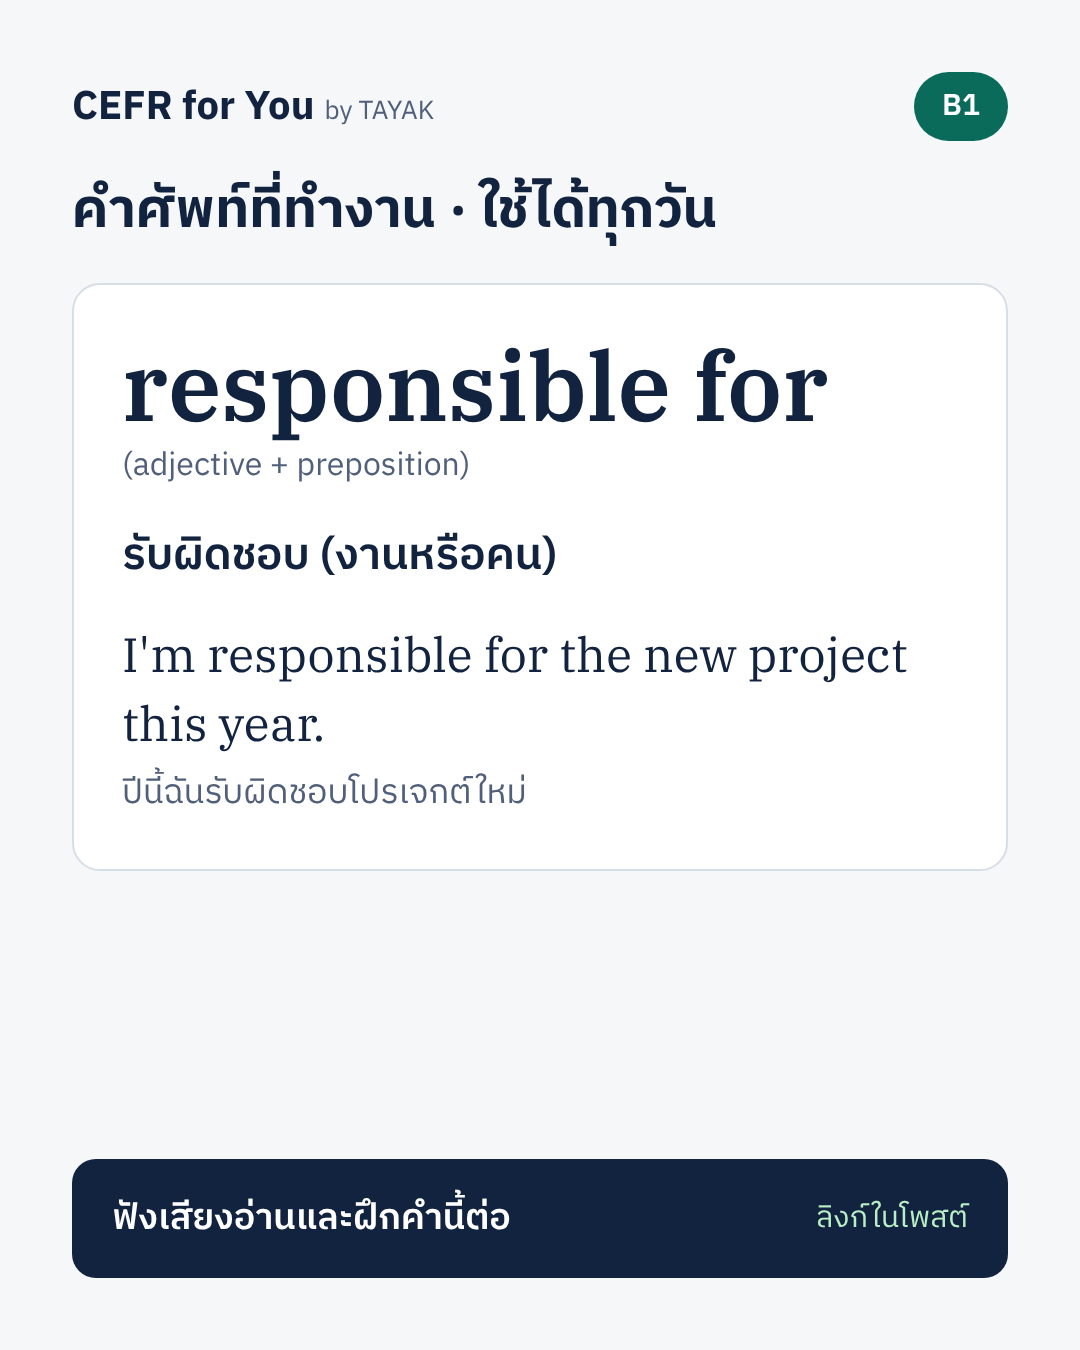 CEFR for You by TAYAK
B1
คำศัพท์ที่ทำงาน · ใช้ได้ทุกวัน
responsible for
(adjective + preposition)
รับผิดชอบ (งานหรือคน)
I'm responsible for the new project
this year.
ปีนี้ฉันรับผิดชอบโปรเจกต์ใหม่
ฟังเสียงอ่านและฝึกคำนี้ต่อ
ลิงก์ในโพสต์